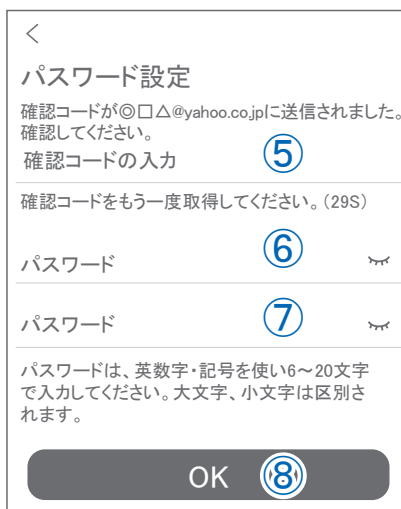 パスワード設定
確認コードが◎□△@yahoo.co.jpに送信されました。
確認してください。
確認コードの入力 ⑤
確認コードをもう一度取得してください。(29S)
パスワード ⑥
パスワード ⑦
パスワードは、英数字・記号を使い6～20文字
で入力してください。大文字、小文字は区別さ
れます。
OK ⑧